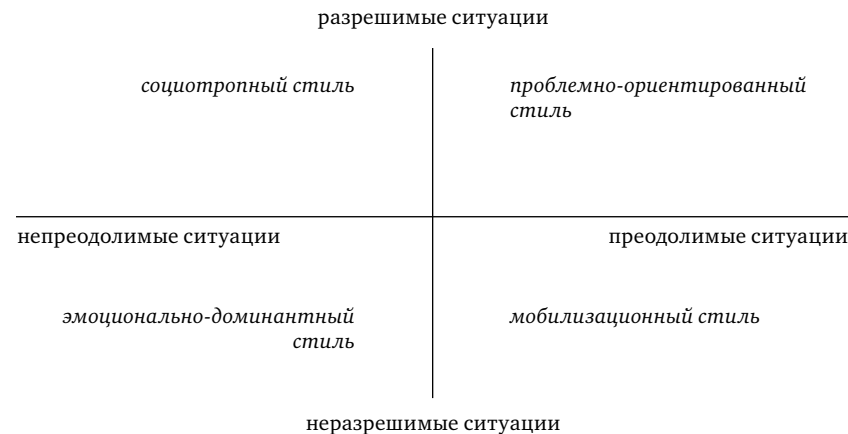 разрешимые ситуации
социотропный стиль
проблемно-ориентированный
стиль
непреодолимые ситуации
преодолимые ситуации
эмоционально-доминантный
стиль
мобилизационный стиль
неразрешимые ситуации